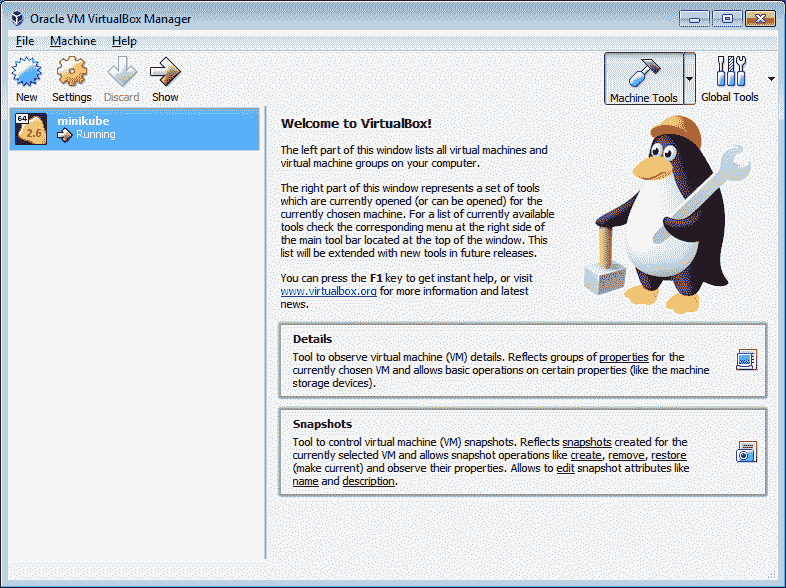 Oracle VM VirtualBox Manager
File Machine Help
New Settings Discard Show
Machine Tools Global Tools
64
2.6
minikube
Running
Welcome to VirtualBox!
The left part of this window lists all virtual machines and
virtual machine groups on your computer.
The right part of this window represents a set of tools
which are currently opened (or can be opened) for the
currently chosen machine. For a list of currently available
tools check the corresponding menu at the right side of
the main tool bar located at the top of the window. This
list will be extended with new tools in future releases.
You can press the F1 key to get instant help, or visit
www.virtualbox.org for more information and latest
news.
Details
Tool to observe virtual machine (VM) details. Reflects groups of properties for the
currently chosen VM and allows basic operations on certain properties (like the machine
storage devices).
Snapshots
Tool to control virtual machine (VM) snapshots. Reflects snapshots created for the
currently selected VM and allows snapshot operations like create, remove, restore
(make current) and observe their properties. Allows to edit snapshot attributes like
name and description.